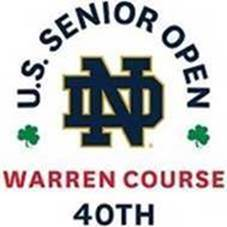 U.S. SENIOR OPEN
ND
WARREN COURSE
40TH